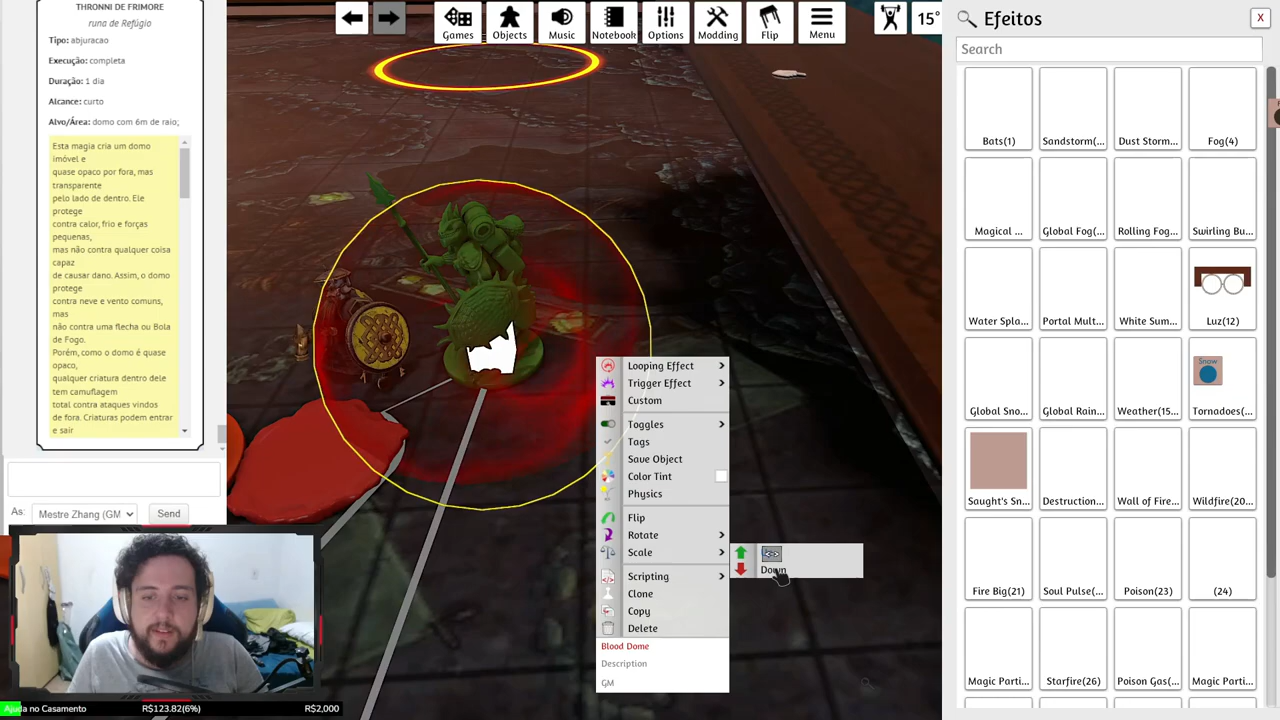 THRONNI DE FRIMORE
runa de Refúgio
Tipo: abjuracao
Execução: completa
Duração: 1 dia
Alcance: curto
Alvo/Área: domo com 6m de raio;
Esta magia cria um domo
imóvel e
quase opaco por fora, mas
transparente
pelo lado de dentro. Ele
protege
contra calor, frio e forças
pequenas,
mas não contra qualquer coisa
capaz
de causar dano. Assim, o domo
protege
contra neve e vento comuns,
mas
não contra uma flecha ou Bola
de Fogo.
Porém, como o domo é quase
opaco,
qualquer criatura dentro dele
tem camuflagem
total contra ataques vindos
de fora. Criaturas podem entrar
e sair
As:
Mestre Zhang (GM
Send
Games
Objects
Music
Notebook
Options
Modding
Flip
Menu
15°
Looping Effect
Trigger Effect
Custom
Toggles
Tags
Save Object
Color Tint
Physics
Flip
Rotate
Scale
Scripting
Clone
Copy
Delete
Blood Dome
Description
GM
Down
Efeitos
X
Search
Bats(1)
Sandstorm(...
Dust Storm...
Fog(4)
Magical ...
Global Fog(...
Rolling Fog...
Swirling Bu...
Water Spla...
Portal Mult...
White Sum...
Luz(12)
Global Sno...
Global Rain...
Weather(15...
Snow
Tornadoes(...
Saught's Sn...
Destruction...
Wall of Fire...
Wildfire(20...
Fire Big(21)
Soul Pulse(...
Poison(23)
(24)
Magic Parti...
Starfire(26)
Poison Gas(...
Magic Parti...
Ajuda no Casamento
R$123.82(6%)
R$2,000